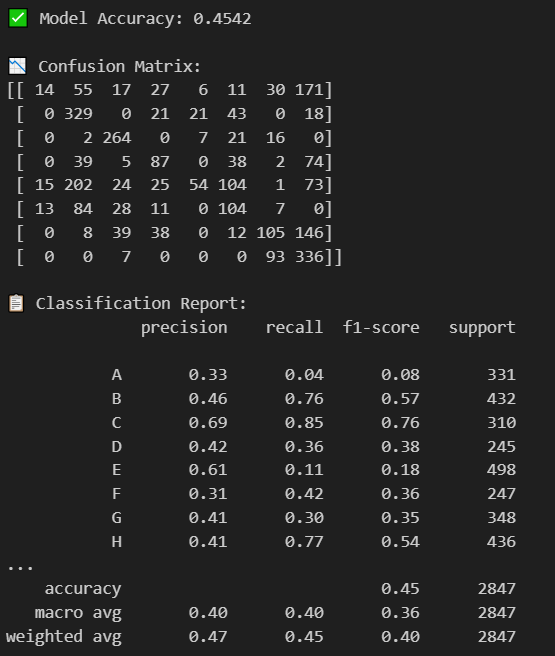 ✅ Model Accuracy: 0.4542
📉 Confusion Matrix:
[[ 14 55 17 27 6 11 30 171]
[ 0 329 0 21 21 43 0 18]
[ 0 2 264 0 7 21 16 0]
[ 0 39 5 87 0 38 2 74]
[ 15 202 24 25 54 104 1 73]
[ 13 84 28 11 0 104 7 0]
[ 0 8 39 38 0 12 105 146]
[ 0 0 7 0 0 0 93 336]]
📋 Classification Report:
precision recall f1-score support
A 0.33 0.04 0.08 331
B 0.46 0.76 0.57 432
C 0.69 0.85 0.76 310
D 0.42 0.36 0.38 245
E 0.61 0.11 0.18 498
F 0.31 0.42 0.36 247
G 0.41 0.30 0.35 348
H 0.41 0.77 0.54 436
...
accuracy 0.45 2847
macro avg 0.40 0.40 0.36 2847
weighted avg 0.47 0.45 0.40 2847